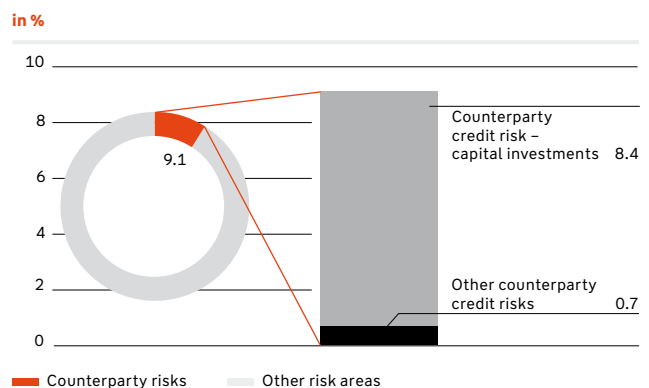 in %
10
8
6
4
2
0
9.1
Counterparty
credit risk –
capital investments 8.4
Other counterparty
credit risks 0.7
Counterparty risks
Other risk areas